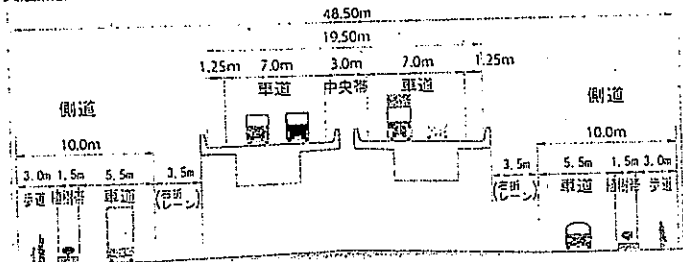 48.50m
19.50m
1.25m 7.0m 3.0m 7.0m 1.25m
車道 中央帯 車道
側道 側道
10.0m 10.0m
3.0m 1.5m 5.5m 3.5m 3.5m 5.5m 1.5m 3.0m
歩道 植樹帯 車道 (右折レーン) (右折レーン) 車道 植樹帯 歩道